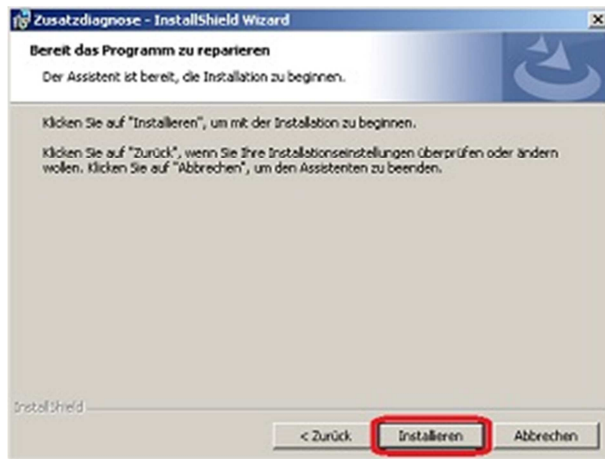 Zusatzdiagnose - InstallShield Wizard
Bereit das Programm zu reparieren
Der Assistent ist bereit, die Installation zu beginnen.
Klicken Sie auf "Installieren", um mit der Installation zu beginnen.
Klicken Sie auf "Zurück", wenn Sie Ihre Installationseinstellungen überprüfen oder ändern
wollen. Klicken Sie auf "Abbrechen", um den Assistenten zu beenden.
InstallShield
< Zurück Installieren Abbrechen